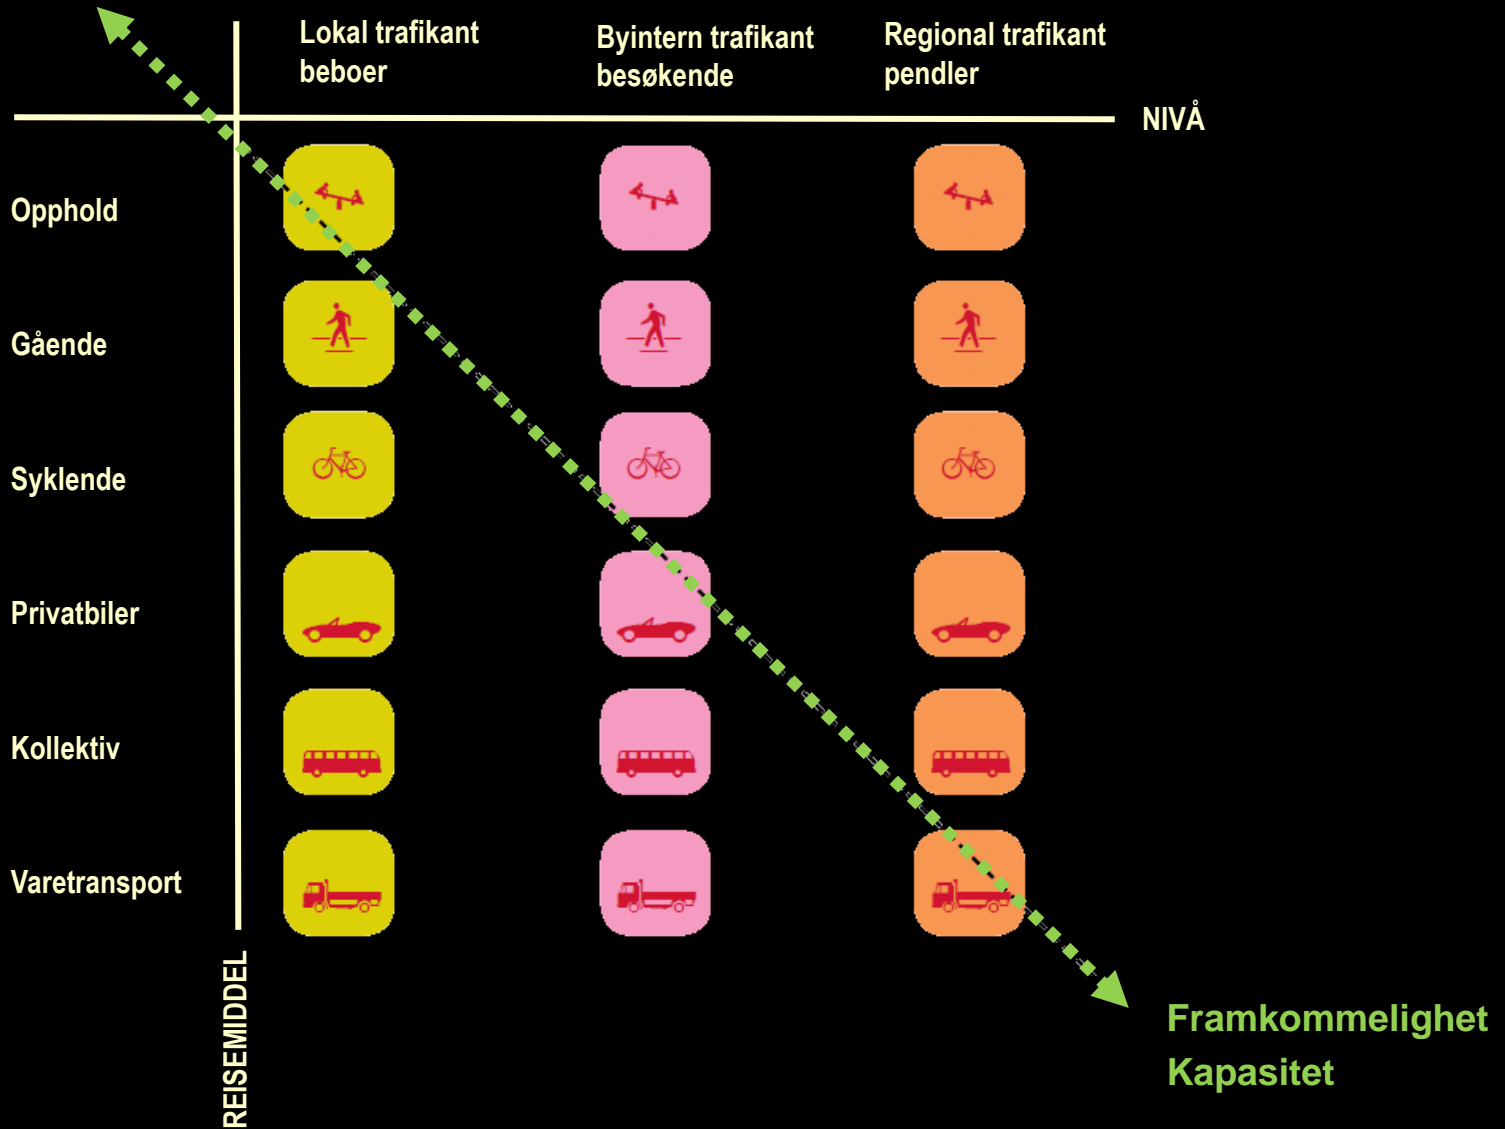 Lokal trafikant
beboer
Byintern trafikant
besøkende
Regional trafikant
pendler
NIVÅ
Opphold
Gående
Syklende
Privatbiler
Kollektiv
Varetransport
REISEMIDDEL
Framkommelighet
Kapasitet